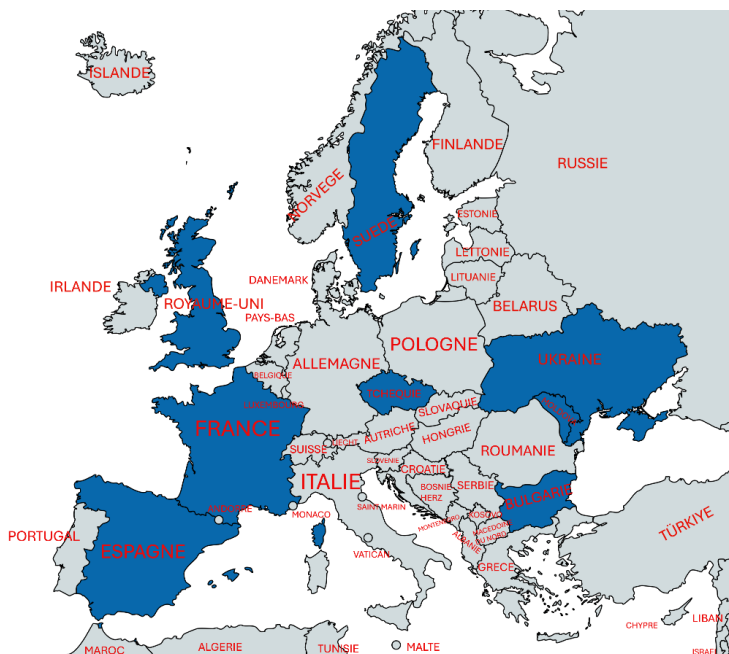 ISLANDE
FINLANDE
RUSSIE
NORVEGE
SUEDE
ESTONIE
LETTONIE
LITUANIE
DANEMARK
IRLANDE
ROYAUME-UNI
PAYS-BAS
BELARUS
POLOGNE
ALLEMAGNE
BELGIQUE
UKRAINE
TCHEQUIE
LUXEMBOURG
SLOVAQUIE
FRANCE
AUTRICHE
HONGRIE
SUISSE
LIECHT
ROUMANIE
SLOVENIE
CROATIE
ITALIE
BOSNIE
HERZ
SERBIE
BULGARIE
ANDORRE
MONACO
SAINT-MARIN
MONTENEGRO
KOSOVO
MACEDOINE
DU NORD
ALBANIE
TÜRKIYE
PORTUGAL
ESPAGNE
VATICAN
GRECE
CHYPRE
LIBAN
MAROC
ALGERIE
TUNISIE
MALTE
ISRAEL